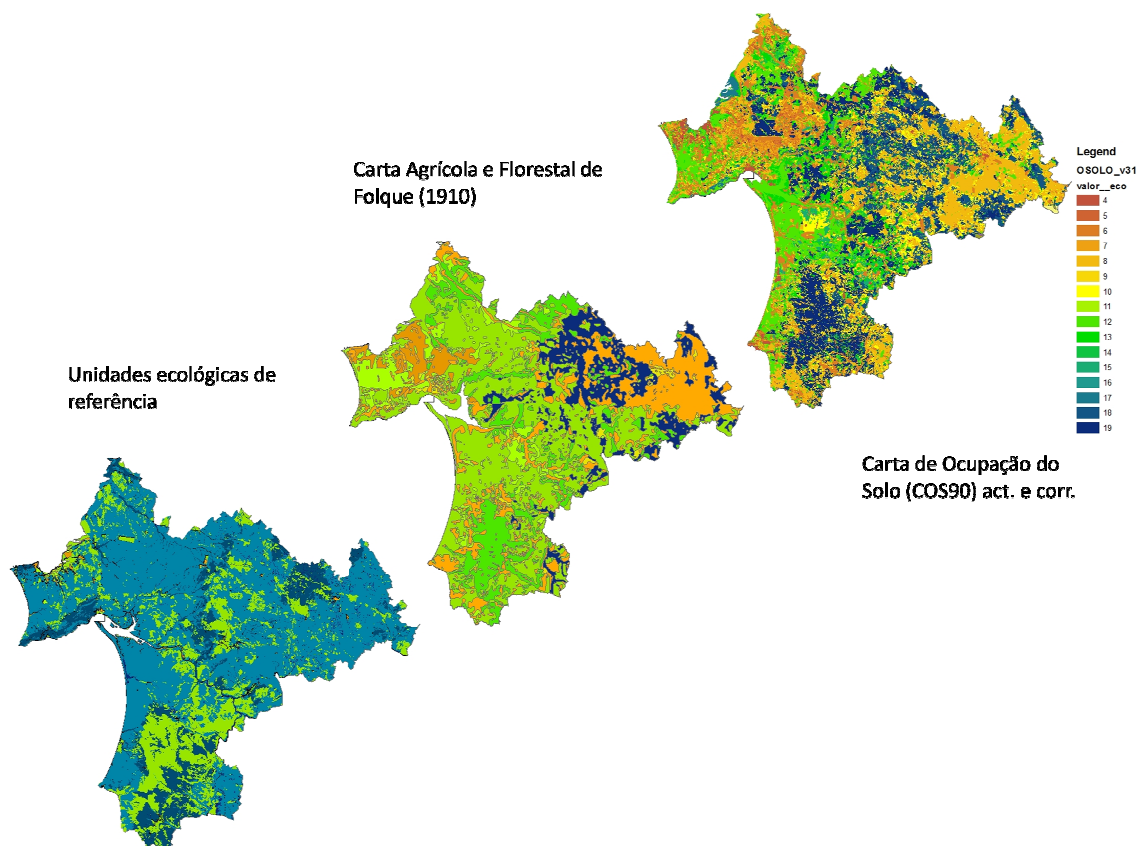 Carta Agrícola e Florestal de
Folque (1910)
Unidades ecológicas de
referência
Legend
OSOLO_v31
valor__eco
4
5
6
7
8
9
10
11
12
13
14
15
16
17
18
19
Carta de Ocupação do
Solo (COS90) act. e corr.